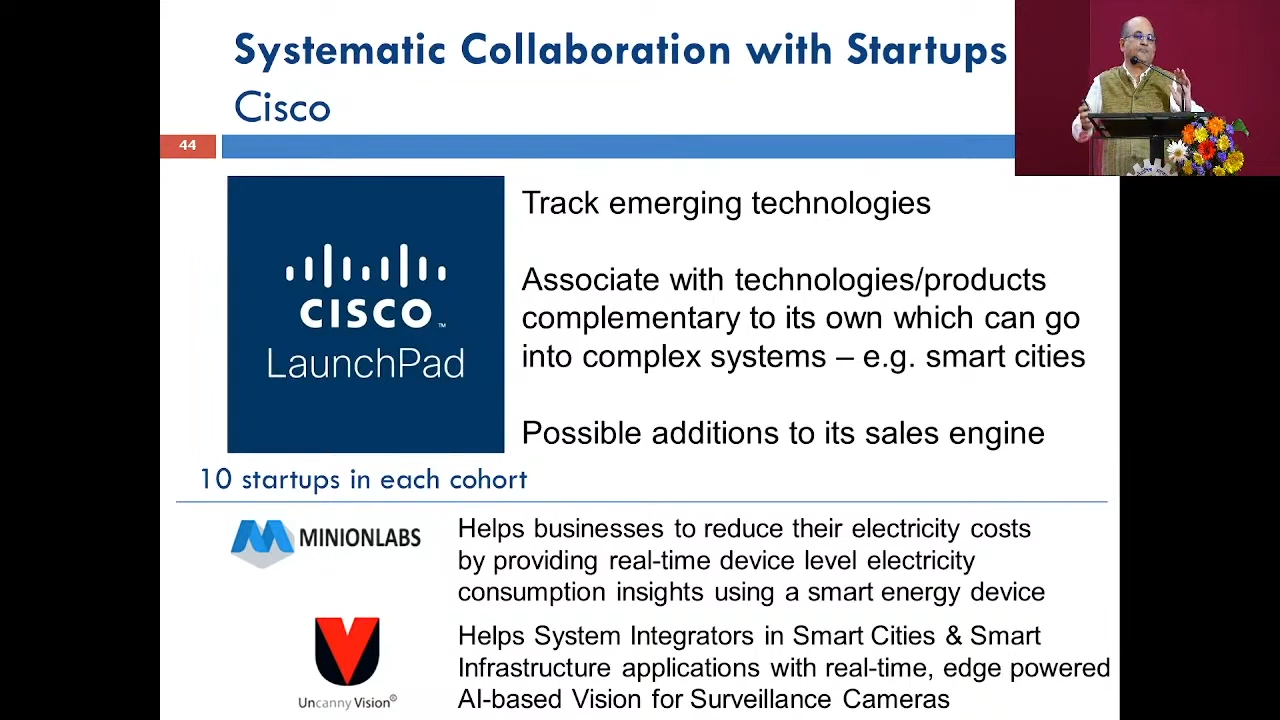 Systematic Collaboration with Startups
Cisco
44
CISCO™
LaunchPad
Track emerging technologies
Associate with technologies/products
complementary to its own which can go
into complex systems – e.g. smart cities
Possible additions to its sales engine
10 startups in each cohort
MINIONLABS
Helps businesses to reduce their electricity costs
by providing real-time device level electricity
consumption insights using a smart energy device
Uncanny Vision®
Helps System Integrators in Smart Cities & Smart
Infrastructure applications with real-time, edge powered
AI-based Vision for Surveillance Cameras